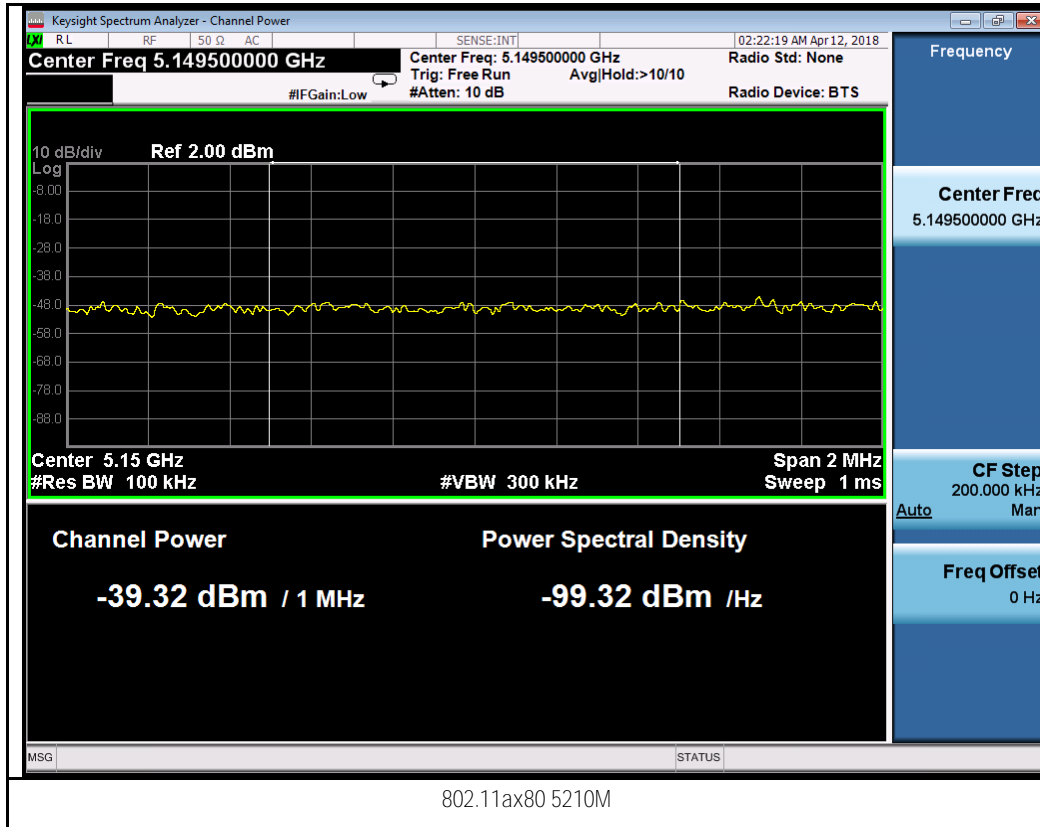 Keysight Spectrum Analyzer - Channel Power
LXI RL RF 50 Ω AC SENSE:INT 02:22:19 AM Apr 12, 2018
Center Freq 5.149500000 GHz
Center Freq: 5.149500000 GHz
Radio Std: None
Trig: Free Run Avg|Hold:>10/10
#IFGain:Low
#Atten: 10 dB
Radio Device: BTS
10 dB/div Ref 2.00 dBm
Log
-8.00
-18.0
-28.0
-38.0
-48.0
-58.0
-68.0
-78.0
-88.0
Center 5.15 GHz Span 2 MHz
#Res BW 100 kHz #VBW 300 kHz Sweep 1 ms
Channel Power Power Spectral Density
-39.32 dBm / 1 MHz -99.32 dBm /Hz
Frequency
Center Freq
5.149500000 GHz
CF Step
200.000 kHz
Auto Man
Freq Offset
0 Hz
MSG STATUS
802.11ax80 5210M